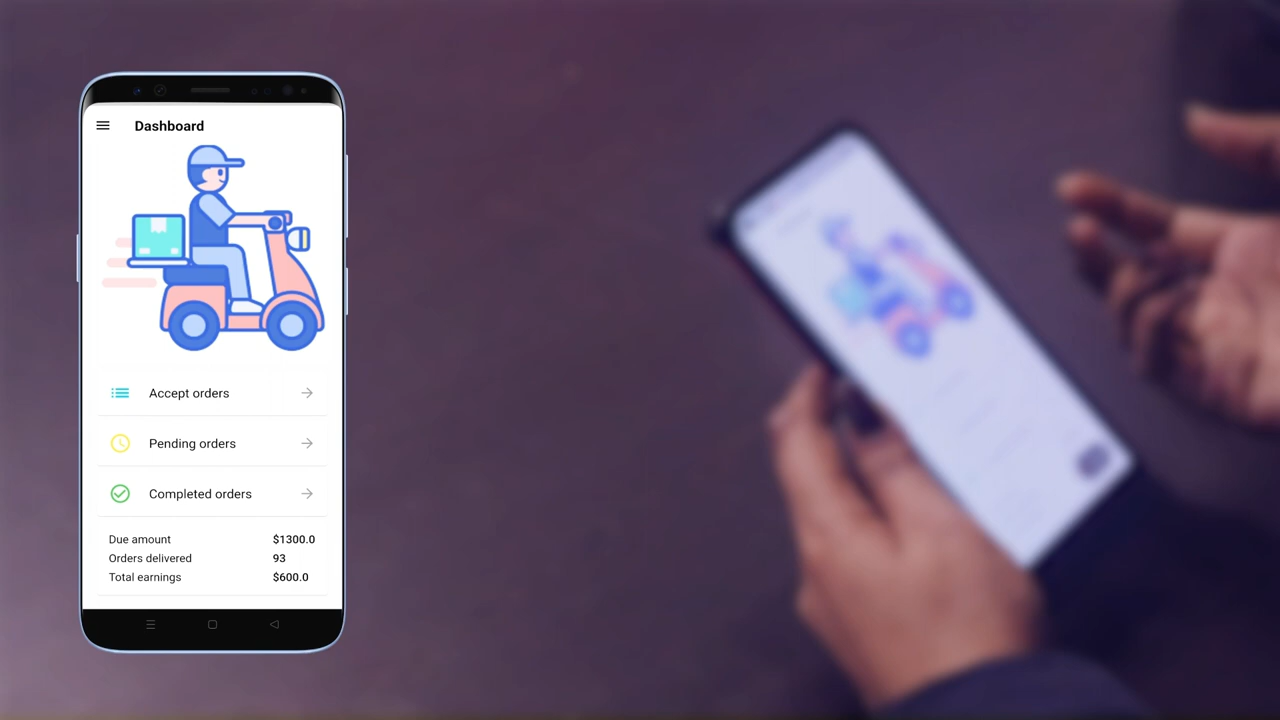 Dashboard
Accept orders
Pending orders
Completed orders
Due amount $1300.0
Orders delivered 93
Total earnings $600.0